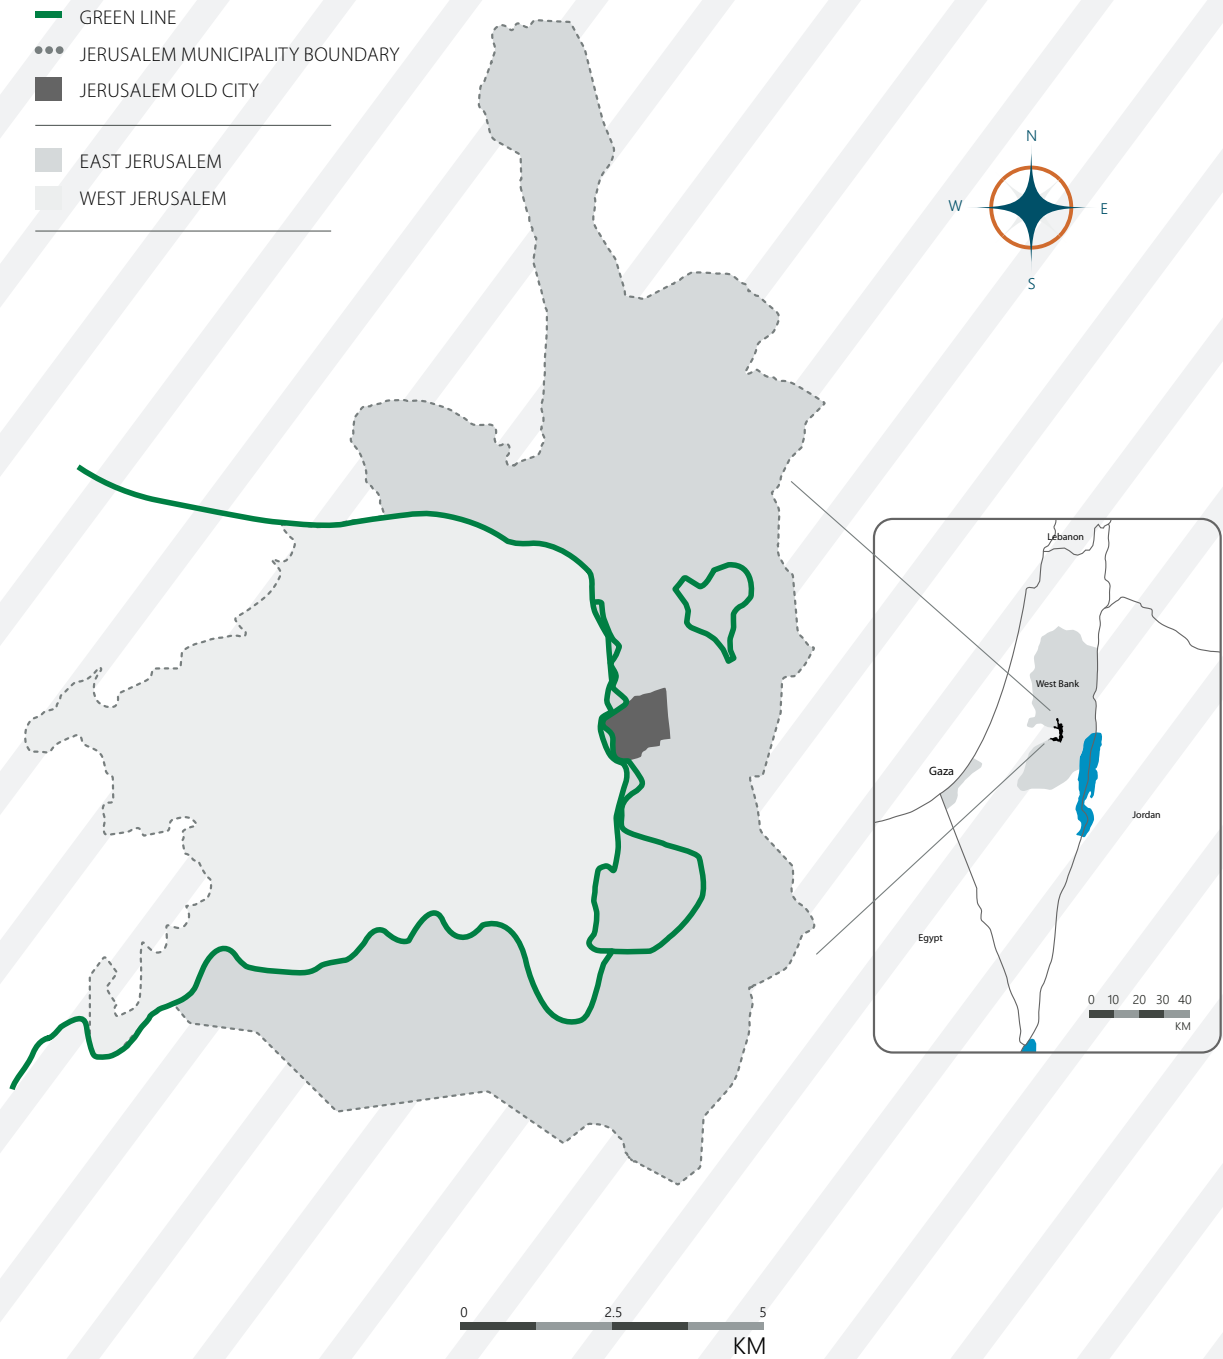 GREEN LINE
JERUSALEM MUNICIPALITY BOUNDARY
JERUSALEM OLD CITY
EAST JERUSALEM
WEST JERUSALEM
N
W
E
S
Lebanon
West Bank
Gaza
Jordan
Egypt
0 10 20 30 40
KM
0 2.5 5
KM